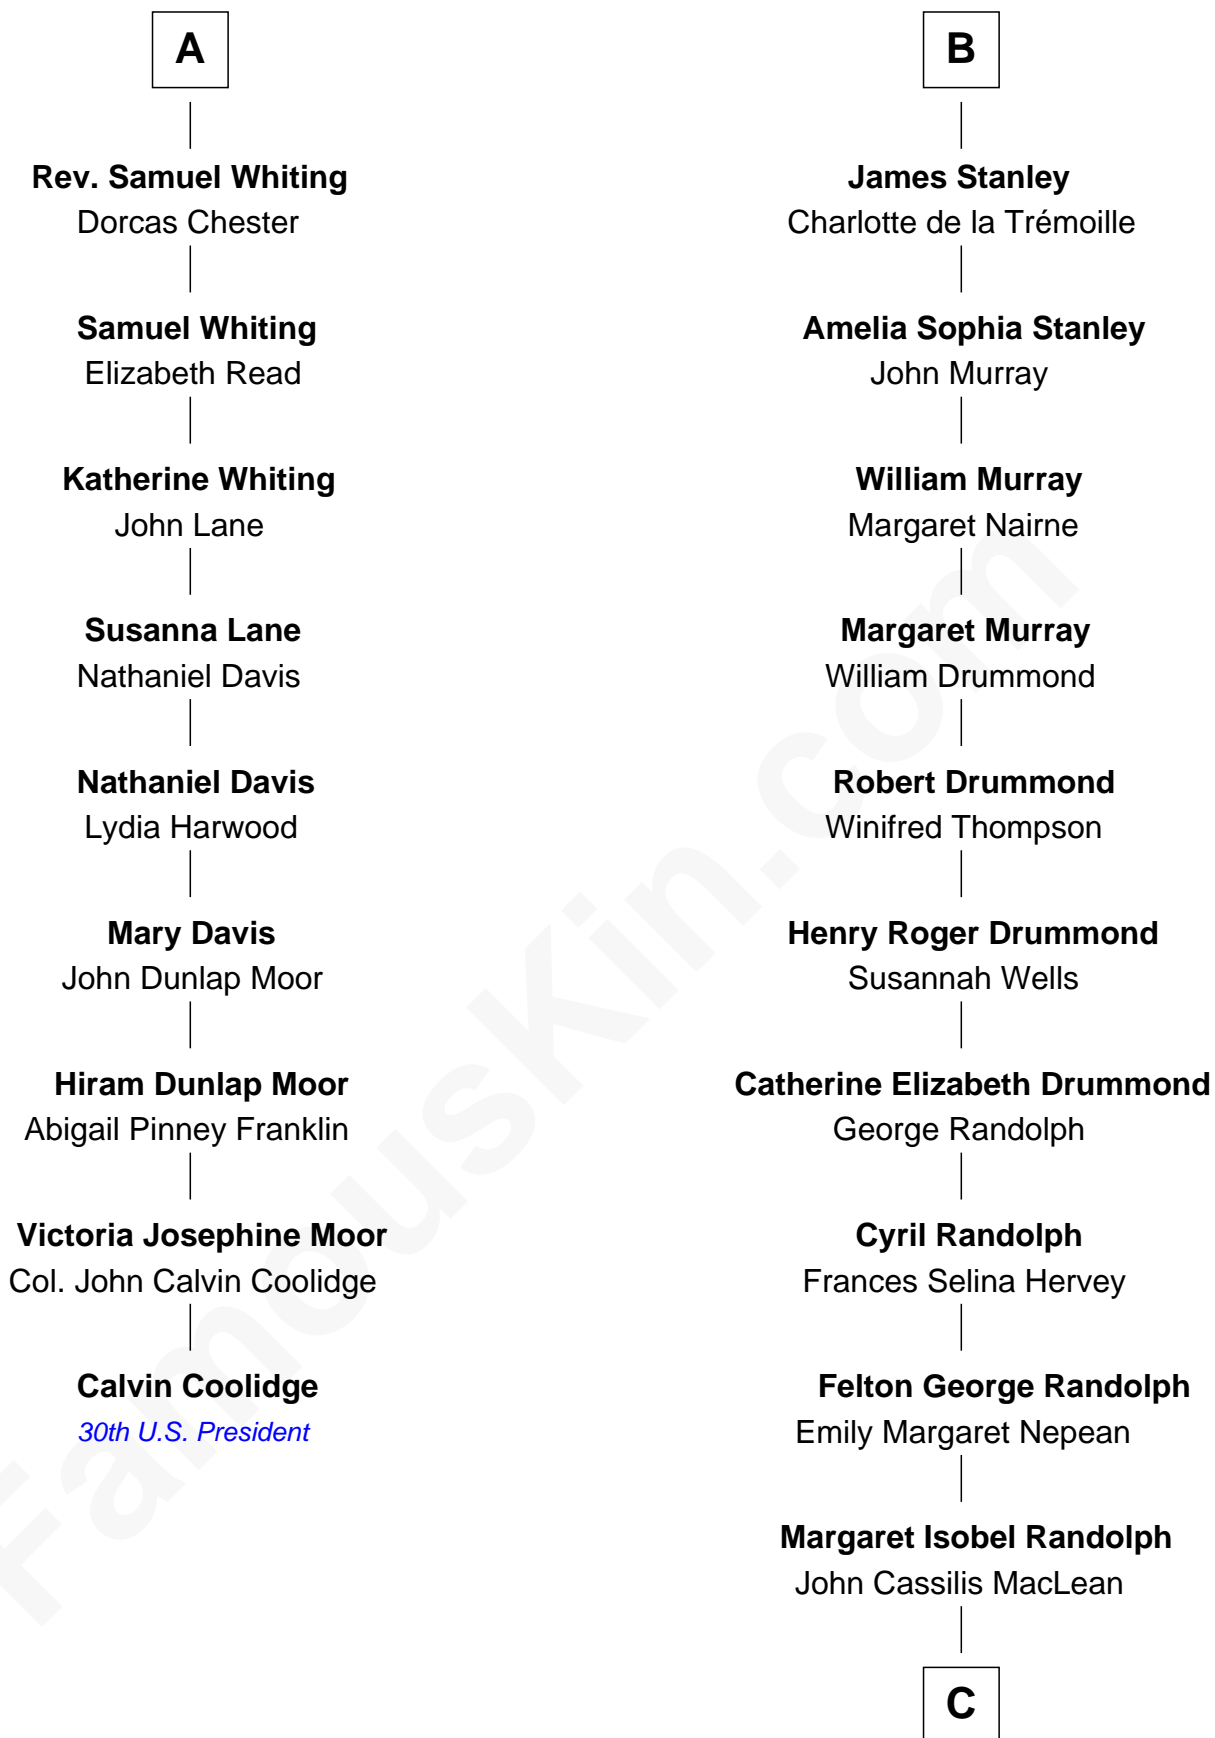 A
Rev. Samuel Whiting
Dorcas Chester
Samuel Whiting
Elizabeth Read
Katherine Whiting
John Lane
Susanna Lane
Nathaniel Davis
Nathaniel Davis
Lydia Harwood
Mary Davis
John Dunlap Moor
Hiram Dunlap Moor
Abigail Pinney Franklin
Victoria Josephine Moor
Col. John Calvin Coolidge
Calvin Coolidge
30th U.S. President
B
James Stanley
Charlotte de la Trémoille
Amelia Sophia Stanley
John Murray
William Murray
Margaret Nairne
Margaret Murray
William Drummond
Robert Drummond
Winifred Thompson
Henry Roger Drummond
Susannah Wells
Catherine Elizabeth Drummond
George Randolph
Cyril Randolph
Frances Selina Hervey
Felton George Randolph
Emily Margaret Nepean
Margaret Isobel Randolph
John Cassilis MacLean
C
FamousKin.com